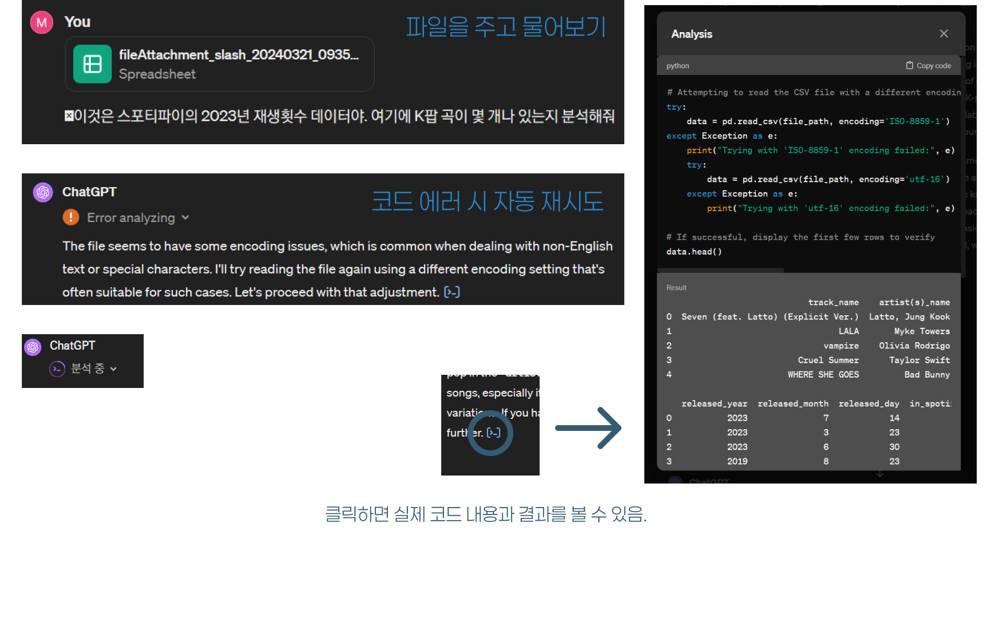 M
You
파일을 주고 물어보기
fileAttachment_slash_20240321_0935...
Spreadsheet
이것은 스포티파이의 2023년 재생횟수 데이터야. 여기에 K팝 곡이 몇 개나 있는지 분석해줘
ChatGPT
코드 에러 시 자동 재시도
Error analyzing
The file seems to have some encoding issues, which is common when dealing with non-English
text or special characters. I'll try reading the file again using a different encoding setting that's
often suitable for such cases. Let's proceed with that adjustment.
ChatGPT
분석 중
songs, especially
If you
further.
클릭하면 실제 코드 내용과 결과를 볼 수 있음.
Analysis
python
Copy code
# Attempting to read the CSV file with a different encodin
try:
data = pd.read_csv(file_path, encoding='ISO-8859-1')
except Exception as e:
print("Trying with 'ISO-8859-1' encoding failed:", e)
try:
data = pd.read_csv(file_path, encoding='utf-16')
except Exception as e:
print("Trying with 'utf-16' encoding failed:", e)
# If successful, display the first few rows to verify
data.head()
Result
track_name artist(s)_name
0 Seven (feat. Latto) (Explicit Ver.) Latto, Jung Kook
1 LALA Myke Towers
2 vampire Olivia Rodrigo
3 Cruel Summer Taylor Swift
4 WHERE SHE GOES Bad Bunny
released_year released_month released_day in_spoti
0 2023 7 14
1 2023 3 23
2 2023 6 30
3 2019 8 23
ChatGPT